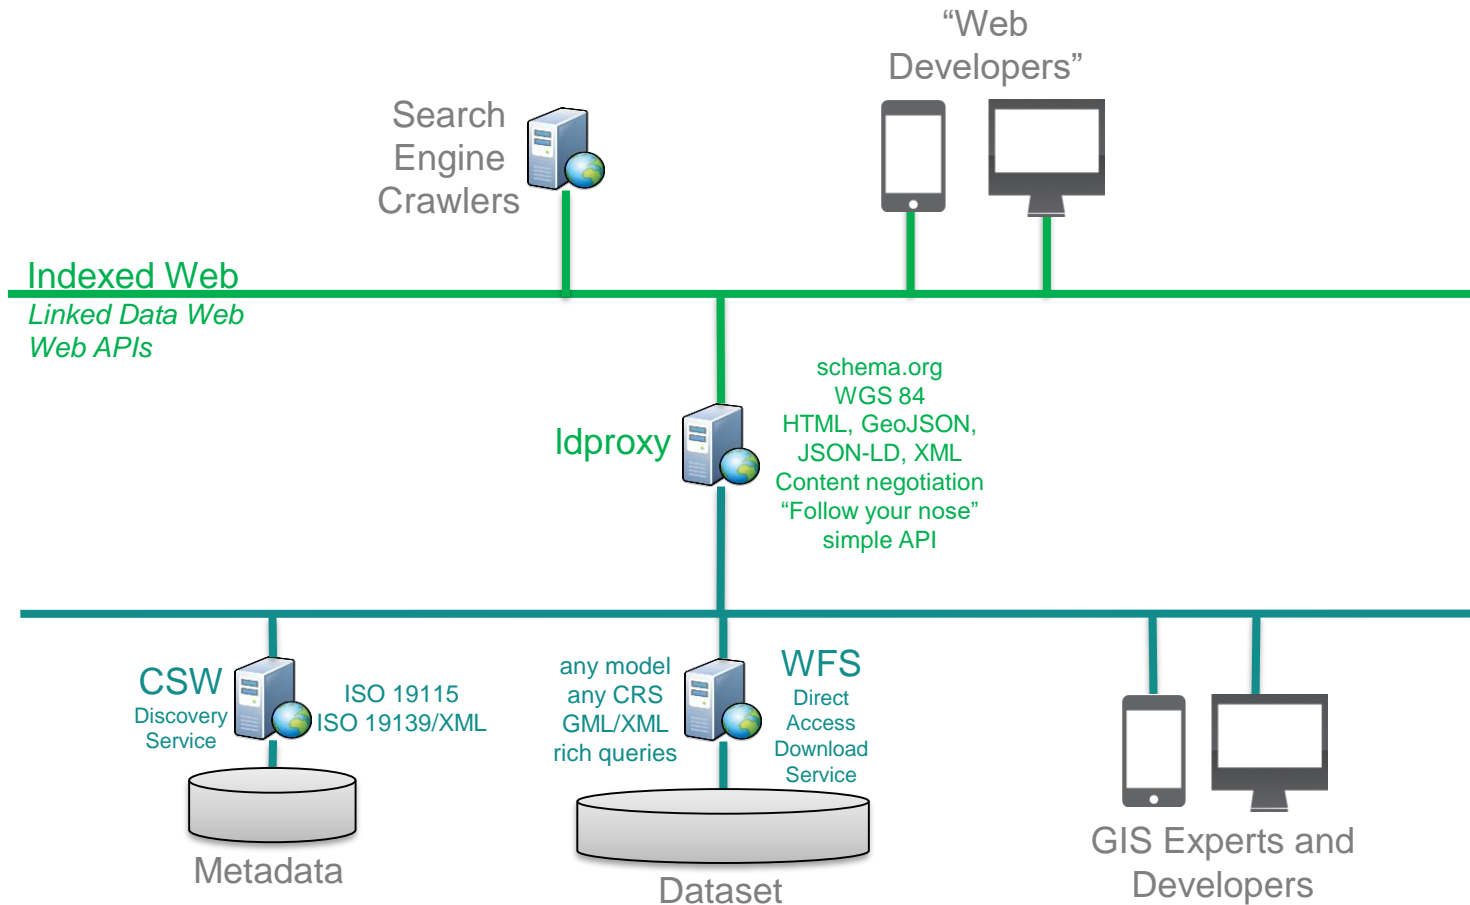 “Web
Developers”
Search
Engine
Crawlers
Indexed Web
Linked Data Web
Web APIs
ldproxy
schema.org
WGS 84
HTML, GeoJSON,
JSON-LD, XML
Content negotiation
“Follow your nose”
simple API
CSW
Discovery
Service
ISO 19115
ISO 19139/XML
any model
any CRS
GML/XML
rich queries
WFS
Direct
Access
Download
Service
Metadata
Dataset
GIS Experts and
Developers